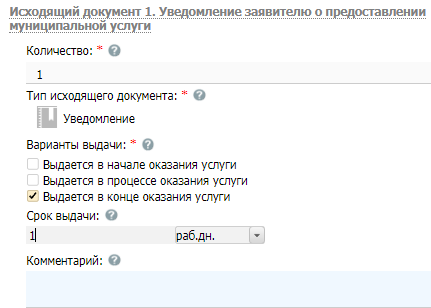 Исходящий документ 1. Уведомление заявителю о предоставлении
муниципальной услуги
Количество: * ?
1
Тип исходящего документа: * ?
Уведомление
Варианты выдачи: * ?
Выдается в начале оказания услуги
Выдается в процессе оказания услуги
Выдается в конце оказания услуги
Срок выдачи: ?
1 раб.дн.
Комментарий: ?